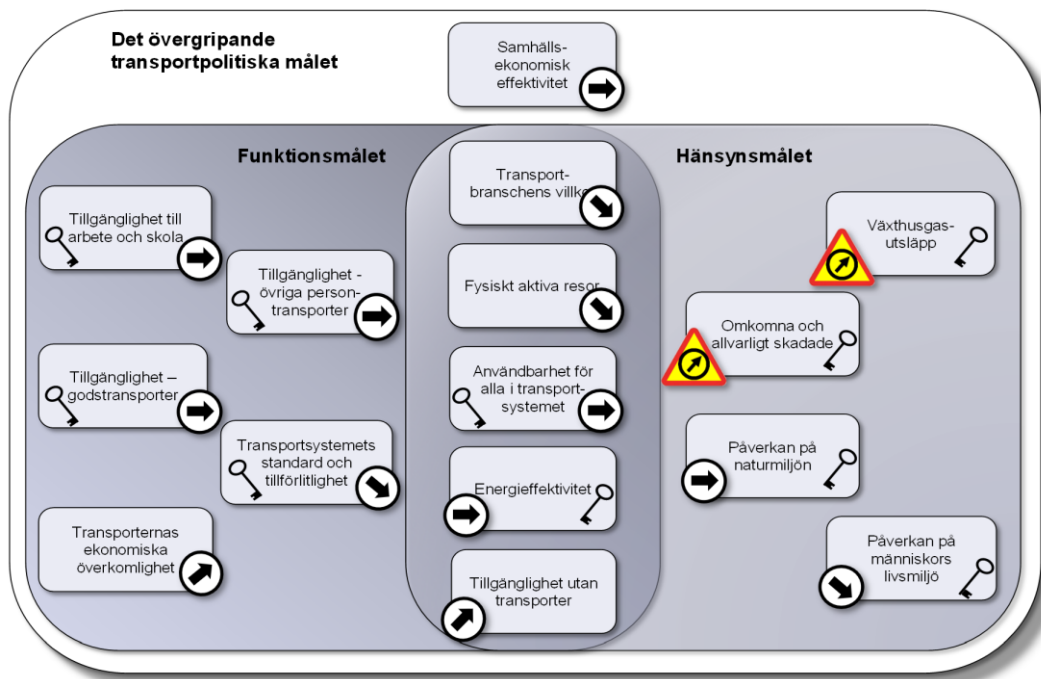 Det övergripande
transportpolitiska målet
Samhälls-
ekonomisk
effektivitet
Funktionsmålet
Hänsynsmålet
Tillgänglighet till
arbete och skola
Tillgänglighet -
övriga person-
transporter
Tillgänglighet –
godstransporter
Transportsystemets
standard och
tillförlitlighet
Transporternas
ekonomiska
överkomlighet
Transport-
branschens villkor
Fysiskt aktiva resor
Användbarhet för
alla i transport-
systemet
Energieffektivitet
Tillgänglighet utan
transporter
Växthusgas-
utsläpp
Omkomna och
allvarligt skadade
Påverkan på
naturmiljön
Påverkan på
människors
livsmiljö